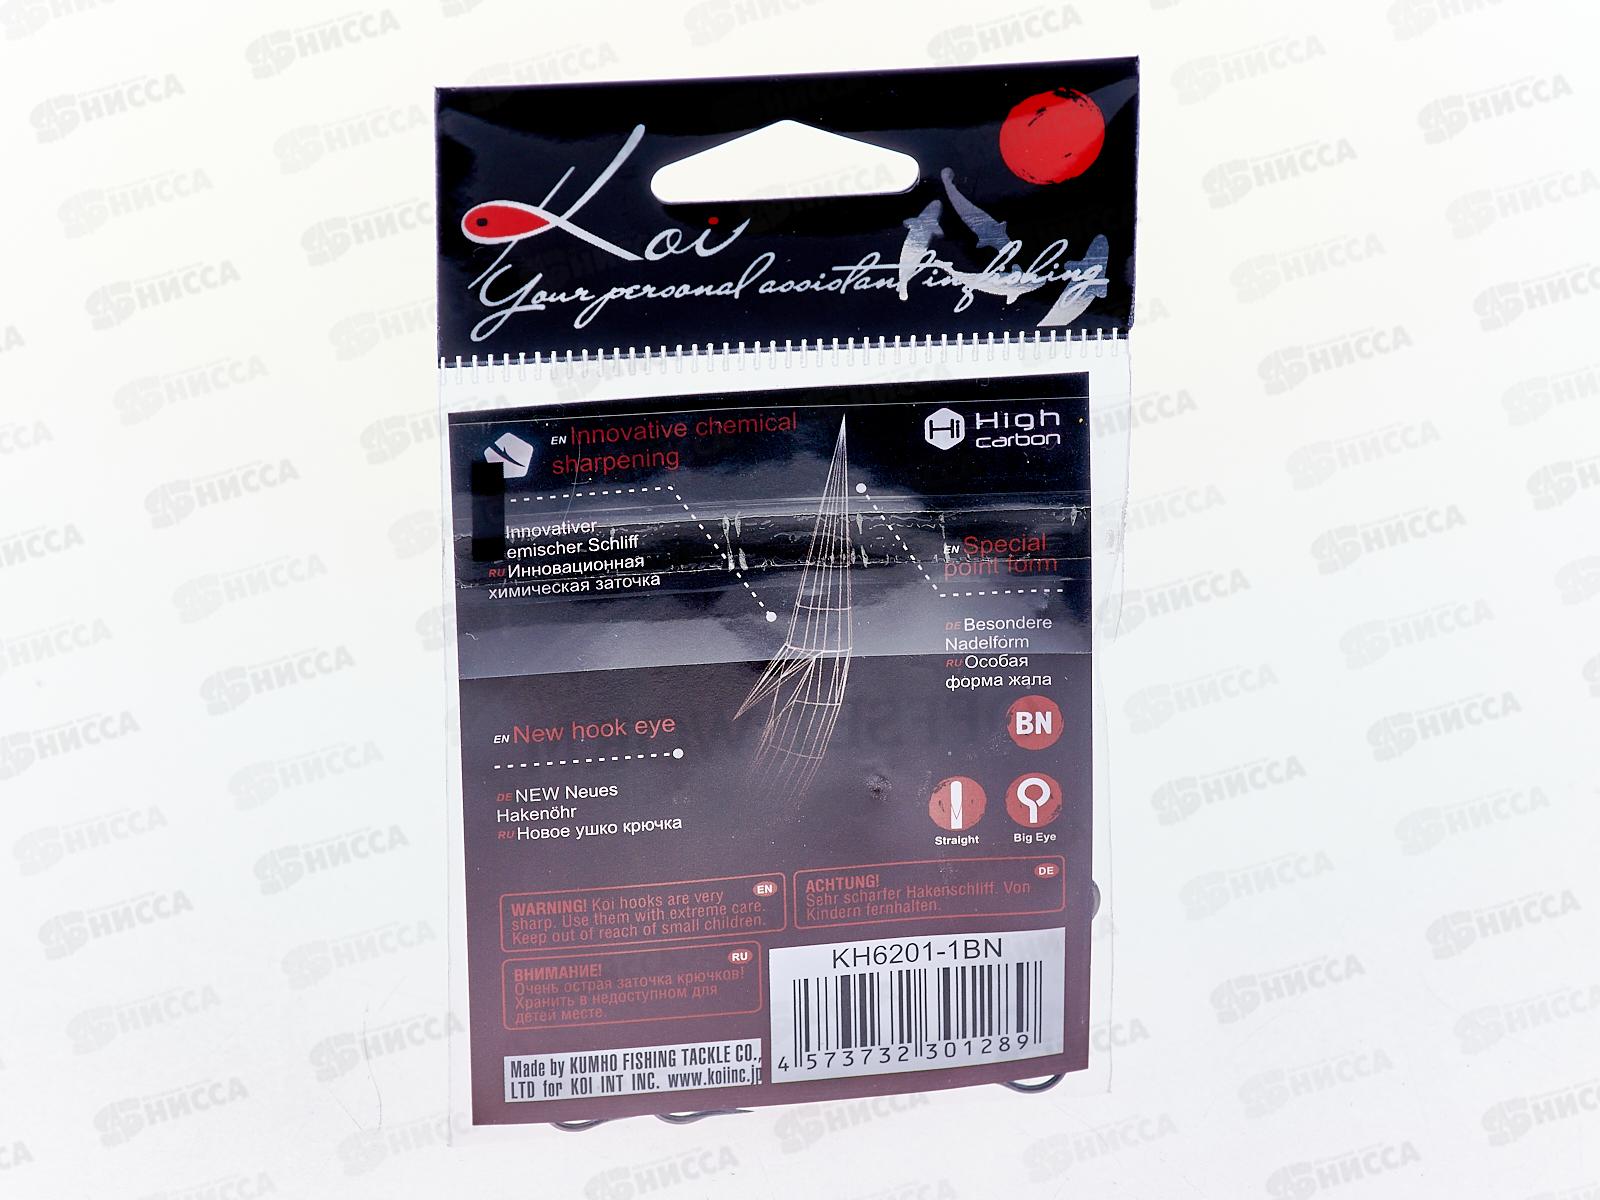 Koi
Your personal assistant in fishing
EN Innovative chemical
sharpening
Hi High
carbon
Innovativer
emischer Schliff
RU Инновационная
химическая заточка
EN Special
point form
DE Besondere
Nadelform
RU Особая
форма жала
BN
EN New hook eye
DE NEW Neues
Hakenöhr
RU Новое ушко крючка
Straight
Big Eye
EN
WARNING! Koi hooks are very
sharp. Use them with extreme care.
Keep out of reach of small children.
DE
ACHTUNG!
Sehr scharfer Hakenschliff. Von
Kindern fernhalten.
RU
ВНИМАНИЕ!
Очень острая заточка крючков!
Хранить в недоступном для
детей месте.
KH6201-1BN
4 573732 301289
Made by KUMHO FISHING TACKLE CO.,
LTD for KOI INT INC. www.koiinc.jp
НИССА